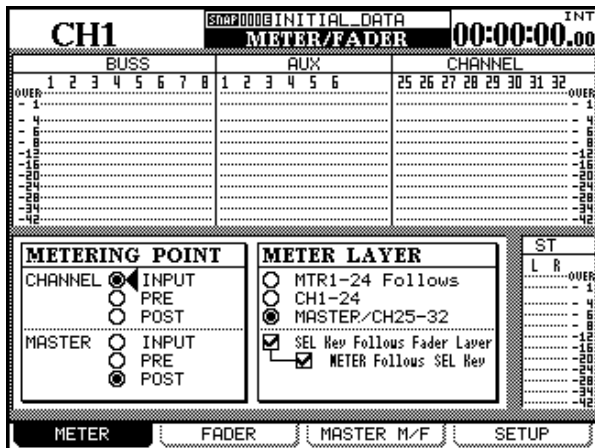 CH1
SNAP000 INITIAL_DATA
METER/FADER
INT
00:00:00.00
BUSS AUX CHANNEL
1 2 3 4 5 6 7 8 1 2 3 4 5 6 25 26 27 28 29 30 31 32
OVER OVER
- 1 - 1
- 4 - 4
- 6 - 6
- 8 - 8
-12 -12
-16 -16
-20 -20
-24 -24
-28 -28
-34 -34
-42 -42
METERING POINT
CHANNEL INPUT
PRE
POST
MASTER INPUT
PRE
POST
METER LAYER
MTR1-24 Follows
CH1-24
MASTER/CH25-32
SEL Key Follows Fader Layer
METER Follows SEL Key
ST
L R
OVER
- 1
- 4
- 6
- 8
-12
-16
-20
-24
-28
-34
-42
METER FADER MASTER M/F SETUP